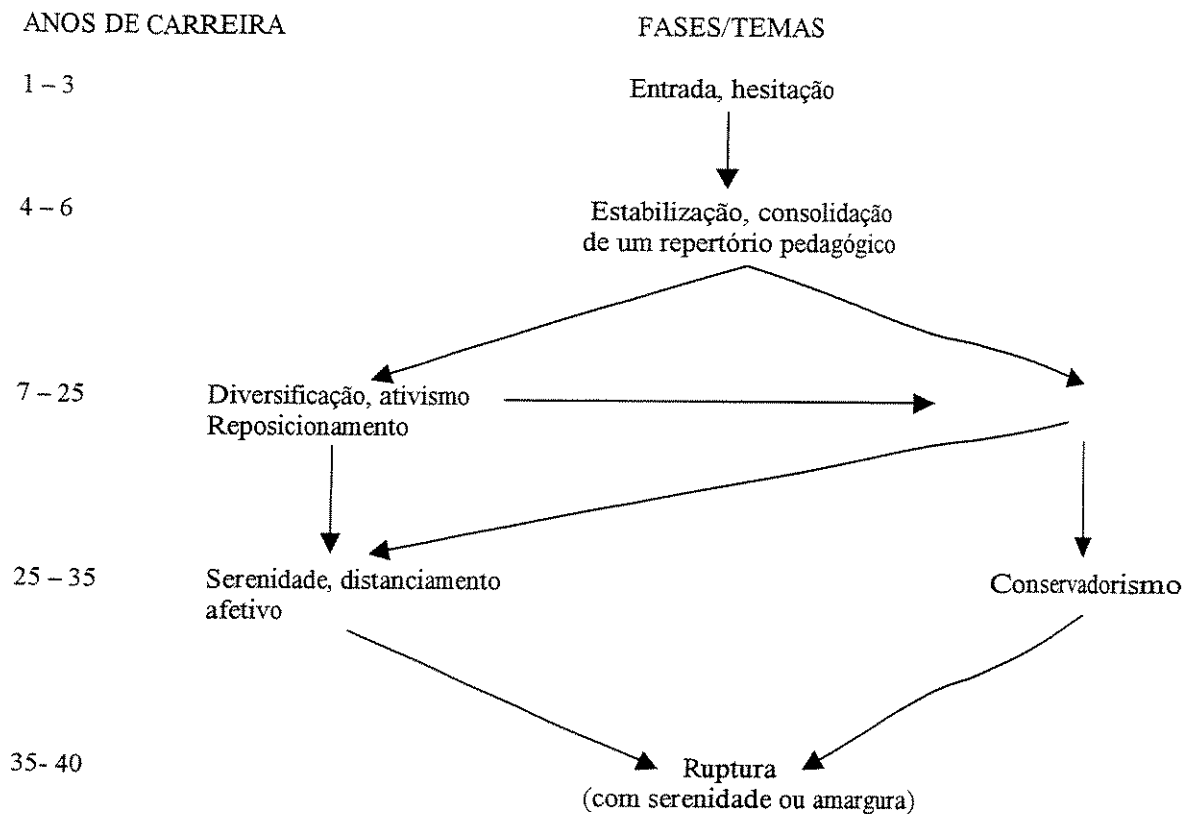 ANOS DE CARREIRA FASES/TEMAS
1 – 3 Entrada, hesitação
4 – 6 Estabilização, consolidação
de um repertório pedagógico
7 – 25 Diversificação, ativismo
Reposicionamento
25 – 35 Serenidade, distanciamento Conservadorismo
afetivo
35- 40 Ruptura
(com serenidade ou amargura)